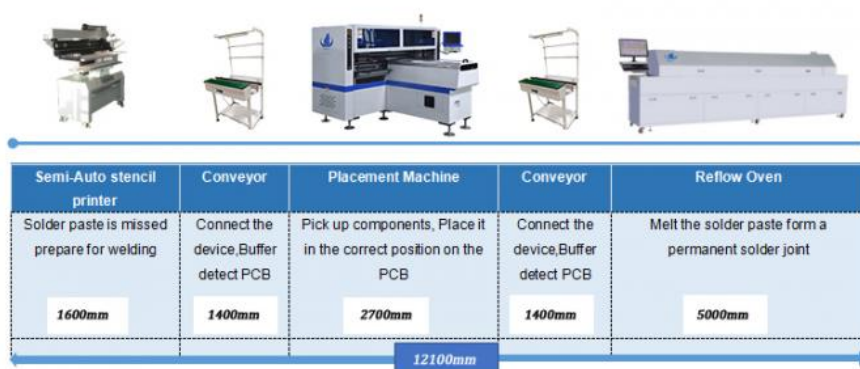 Semi-Auto stencil
printer
Conveyor
Placement Machine
Conveyor
Reflow Oven
Solder paste is missed
prepare for welding
Connect the
device,Buffer
detect PCB
Pick up components, Place it
in the correct position on the
PCB
Connect the
device,Buffer
detect PCB
Melt the solder paste form a
permanent solder joint
1600mm
1400mm
2700mm
1400mm
5000mm
12100mm